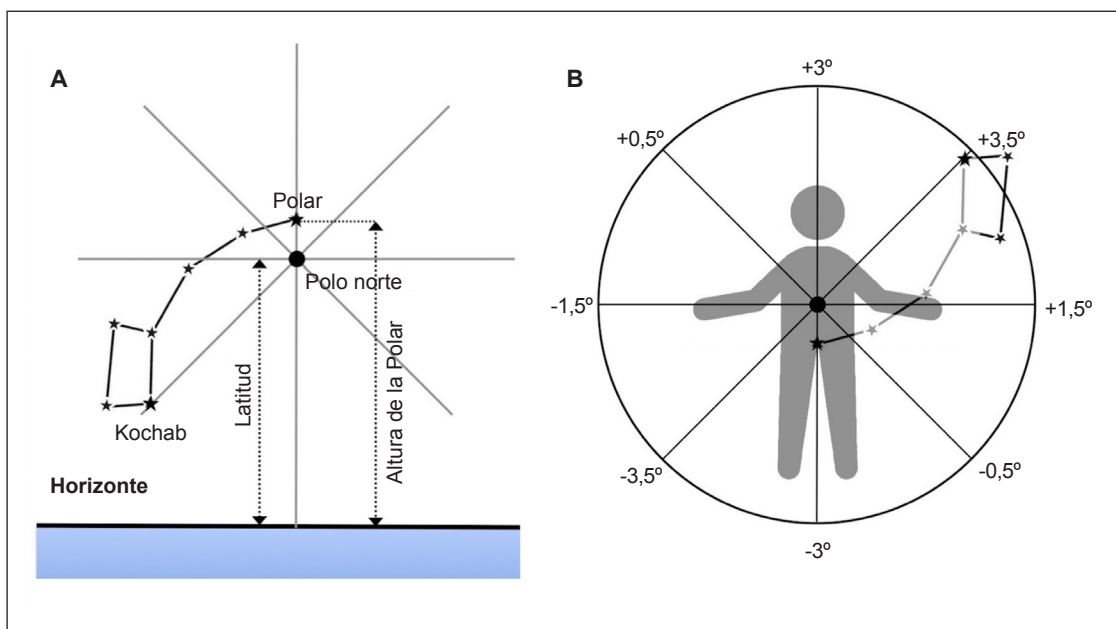 A
Polar
Polo norte
Latitud
Altura de la Polar
Kochab
Horizonte
B
+3º
+0,5º
+3,5º
-1,5º
+1,5º
-3,5º
-0,5º
-3º